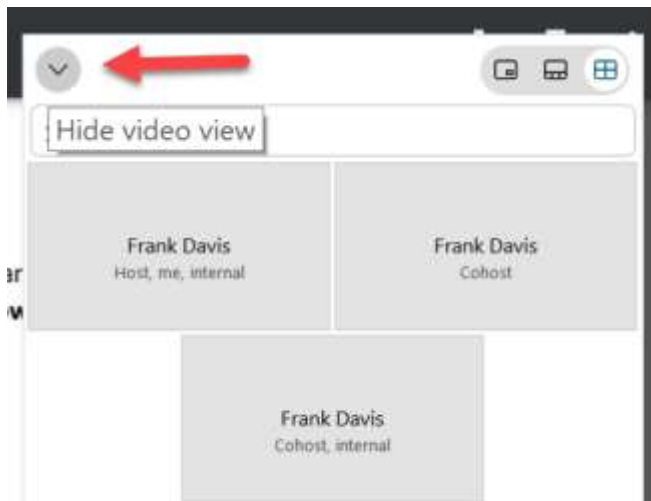 Hide video view
Frank Davis
Host, me, internal
Frank Davis
Cohost
Frank Davis
Cohost, internal